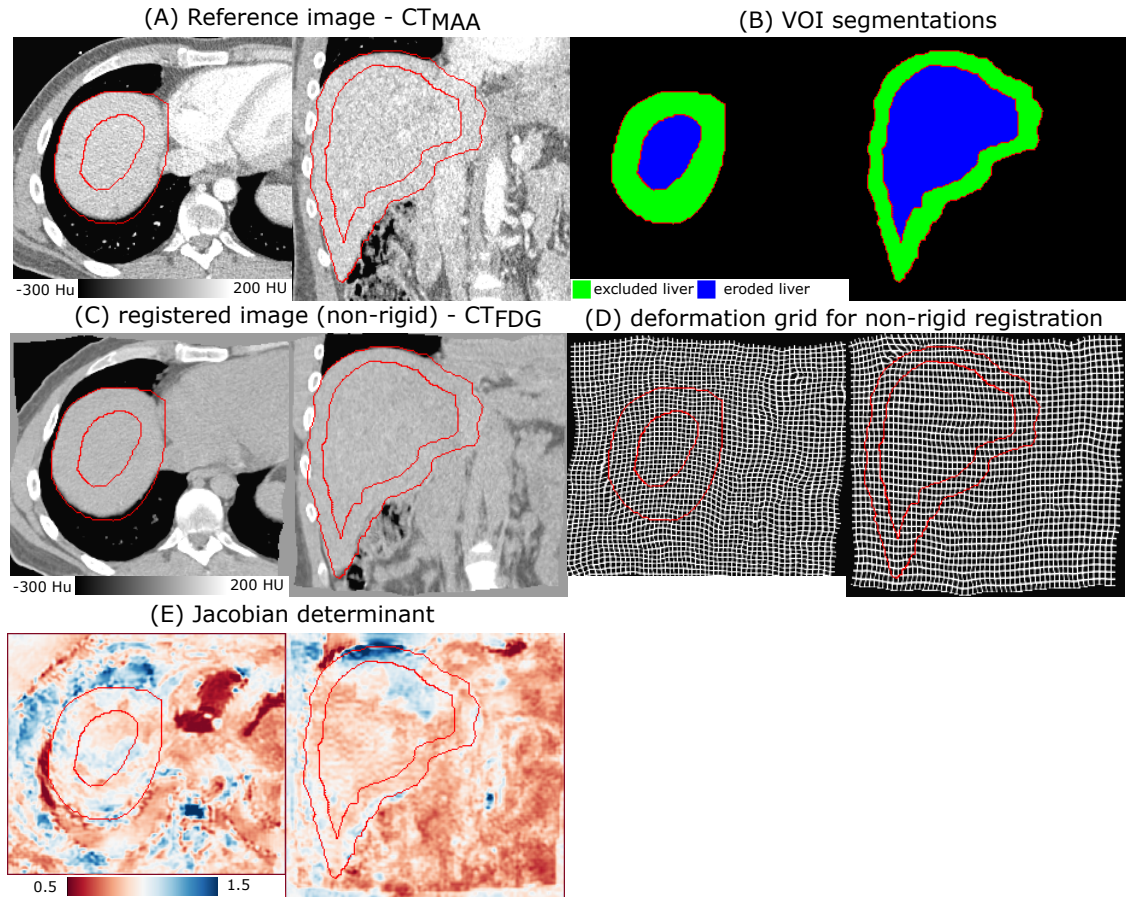 (A) Reference image - CTMAA
(B) VOI segmentations
-300 Hu 200 HU
excluded liver eroded liver
(C) registered image (non-rigid) - CTFDG
(D) deformation grid for non-rigid registration
-300 Hu 200 HU
(E) Jacobian determinant
0.5 1.5